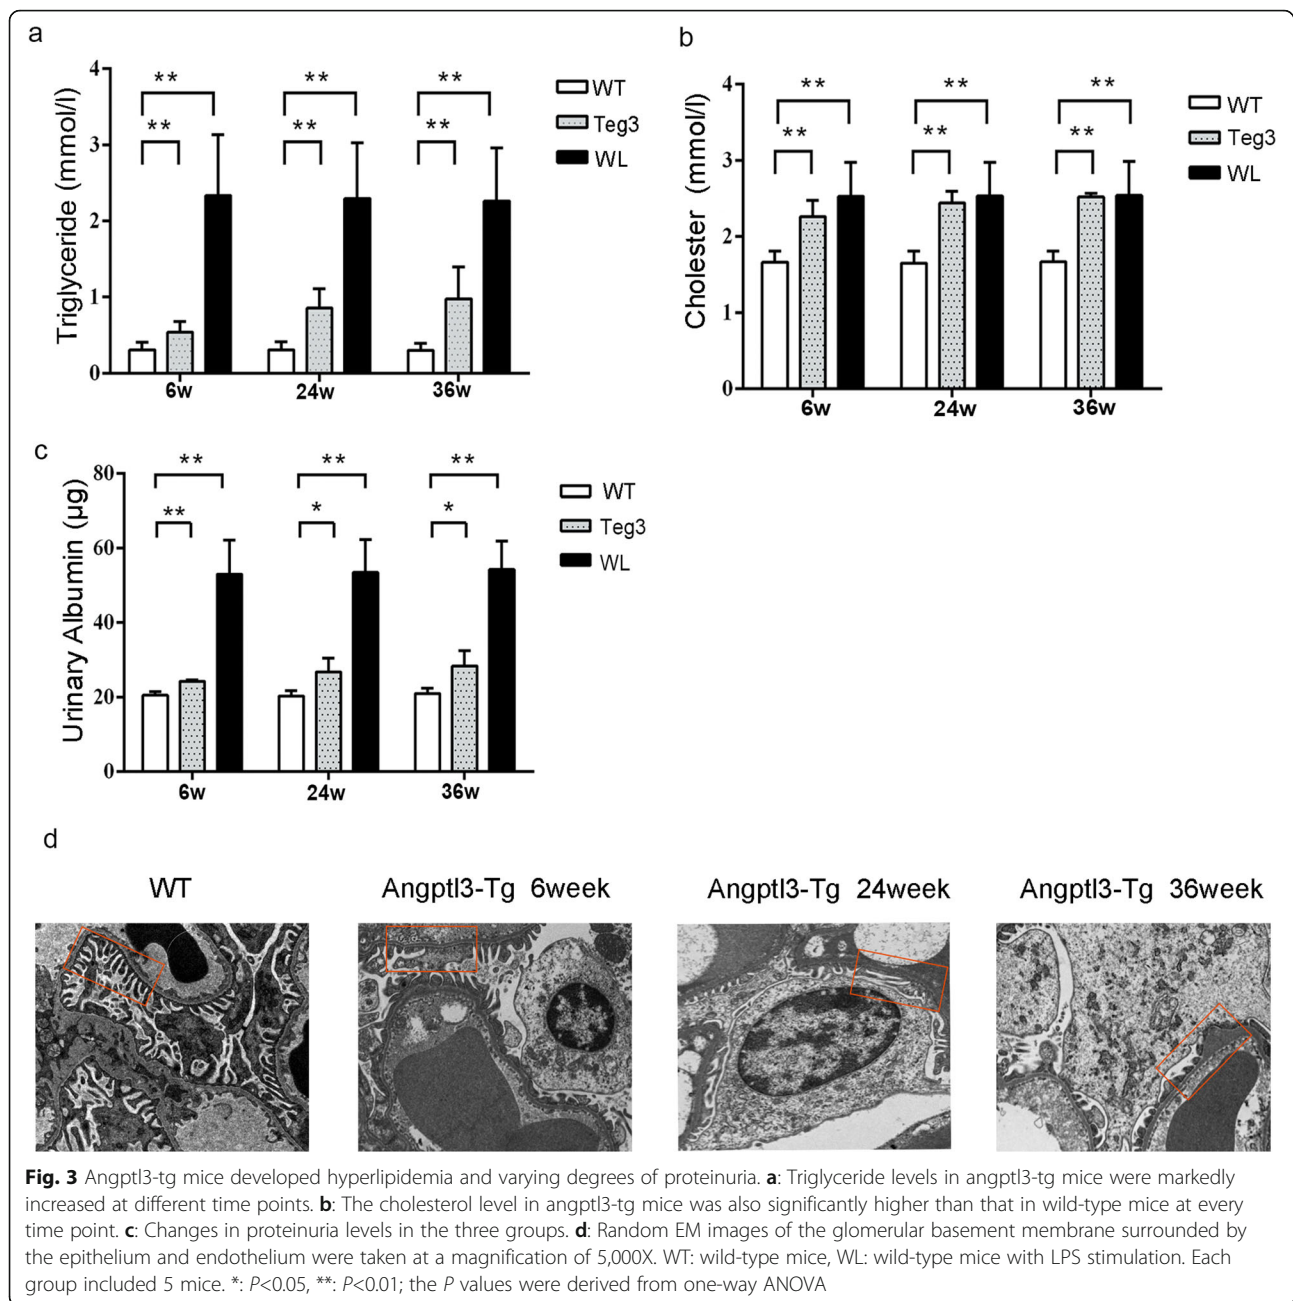 a
Triglyceride (mmol/l)
4
3
2
1
0
** ** **
** ** **
6w 24w 36w
WT
Teg3
WL
b
Cholester (mmol/l)
4
3
2
1
0
** ** **
** ** **
6w 24w 36w
WT
Teg3
WL
c
Urinary Albumin (µg)
80
60
40
20
0
** ** **
** * *
6w 24w 36w
WT
Teg3
WL
d
WT Angptl3-Tg 6week Angptl3-Tg 24week Angptl3-Tg 36week
Fig. 3 Angptl3-tg mice developed hyperlipidemia and varying degrees of proteinuria. a: Triglyceride levels in angptl3-tg mice were markedly
increased at different time points. b: The cholesterol level in angptl3-tg mice was also significantly higher than that in wild-type mice at every
time point. c: Changes in proteinuria levels in the three groups. d: Random EM images of the glomerular basement membrane surrounded by
the epithelium and endothelium were taken at a magnification of 5,000X. WT: wild-type mice, WL: wild-type mice with LPS stimulation. Each
group included 5 mice. *: P<0.05, **: P<0.01; the P values were derived from one-way ANOVA